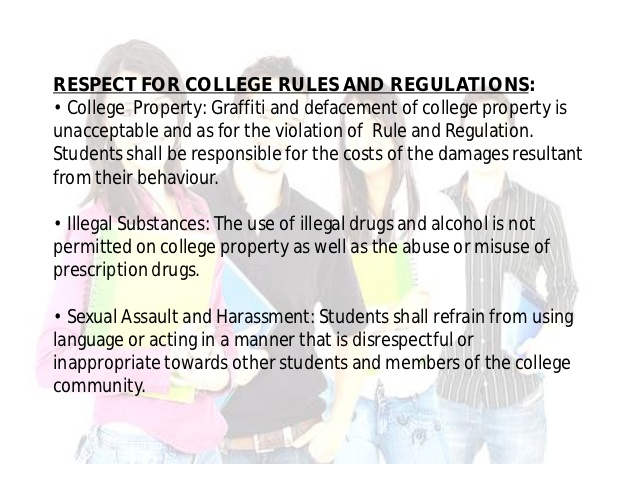 RESPECT FOR COLLEGE RULES AND REGULATIONS:
• College Property: Graffiti and defacement of college property is
unacceptable and as for the violation of Rule and Regulation.
Students shall be responsible for the costs of the damages resultant
from their behaviour.
• Illegal Substances: The use of illegal drugs and alcohol is not
permitted on college property as well as the abuse or misuse of
prescription drugs.
• Sexual Assault and Harassment: Students shall refrain from using
language or acting in a manner that is disrespectful or
inappropriate towards other students and members of the college
community.